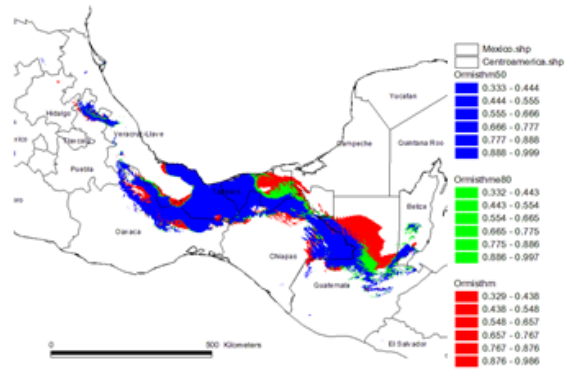 Mexico.shp
Centroamerica.shp
Ormisthm50
0.333 - 0.444
0.444 - 0.555
0.555 - 0.666
0.666 - 0.777
0.777 - 0.888
0.888 - 0.999
Ormisthme80
0.332 - 0.443
0.443 - 0.554
0.554 - 0.665
0.665 - 0.775
0.775 - 0.886
0.886 - 0.997
Ormisthm
0.329 - 0.438
0.438 - 0.548
0.548 - 0.657
0.657 - 0.767
0.767 - 0.876
0.876 - 0.986
Yucatan
Hidalgo
Veracruz-Llave
Campeche
Quintana Roo
Puebla
Oaxaca
Chiapas
Guatemala
El Salvador
0 500 Kilometers